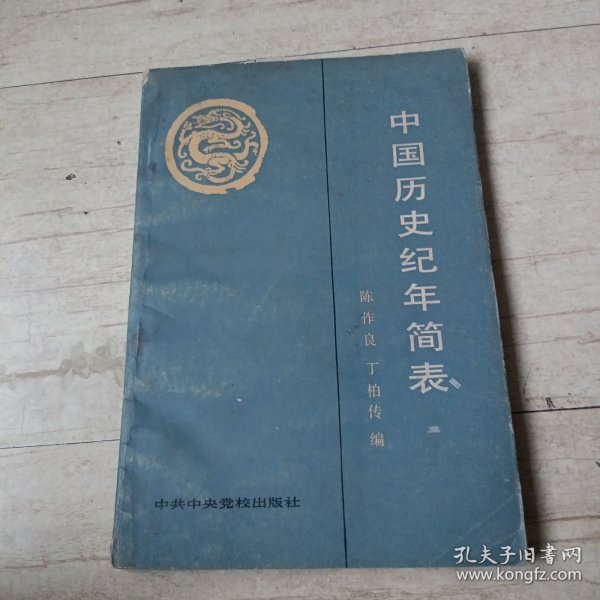 中国历史纪年简表
陈作良 丁柏传 编
中共中央党校出版社
孔夫子旧书网
www.kongfz.com